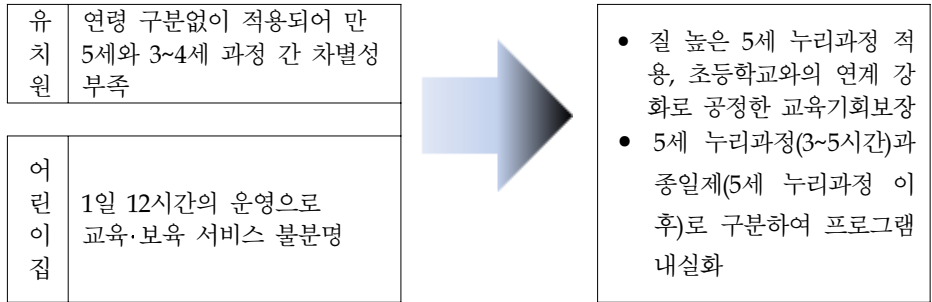 유치원
연령 구분없이 적용되어 만
5세와 3~4세 과정 간 차별성
부족
어린이집
1일 12시간의 운영으로
교육·보육 서비스 불분명
• 질 높은 5세 누리과정 적
용, 초등학교와의 연계 강
화로 공정한 교육기회보장
• 5세 누리과정(3~5시간)과
종일제(5세 누리과정 이
후)로 구분하여 프로그램
내실화